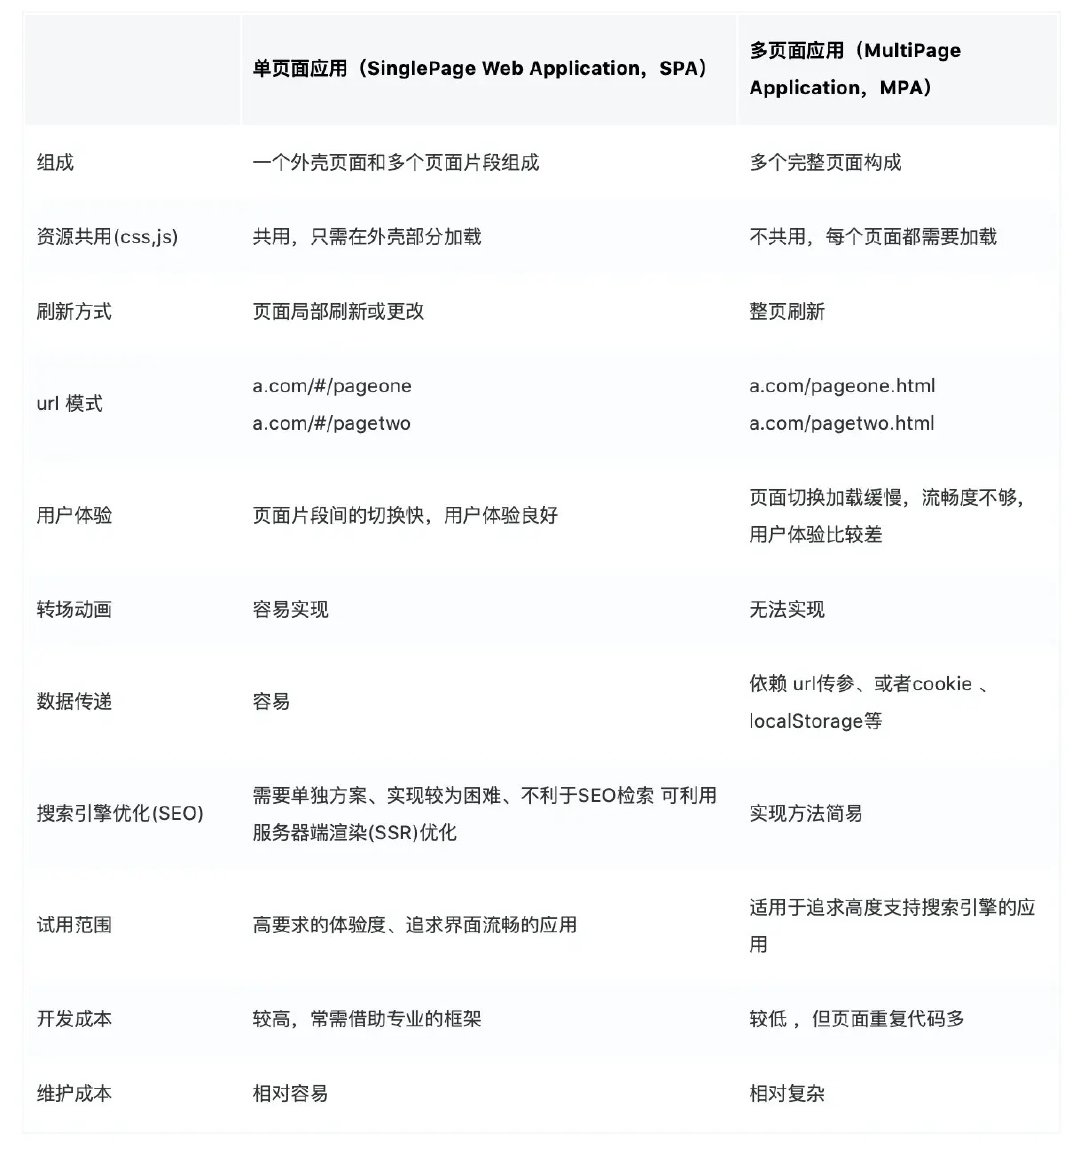 单页面应用（SinglePage Web Application，SPA）
多页面应用（MultiPage
Application，MPA）
组成
一个外壳页面和多个页面片段组成
多个完整页面构成
资源共用(css,js)
共用，只需在外壳部分加载
不共用，每个页面都需要加载
刷新方式
页面局部刷新或更改
整页刷新
url 模式
a.com/#/pageone
a.com/#/pagetwo
a.com/pageone.html
a.com/pagetwo.html
用户体验
页面片段间的切换快，用户体验良好
页面切换加载缓慢，流畅度不够，
用户体验比较差
转场动画
容易实现
无法实现
数据传递
容易
依赖 url传参、或者cookie 、
localStorage等
搜索引擎优化(SEO)
需要单独方案、实现较为困难、不利于SEO检索 可利用
服务器端渲染(SSR)优化
实现方法简易
试用范围
高要求的体验度、追求界面流畅的应用
适用于追求高度支持搜索引擎的应
用
开发成本
较高，常需借助专业的框架
较低 ，但页面重复代码多
维护成本
相对容易
相对复杂